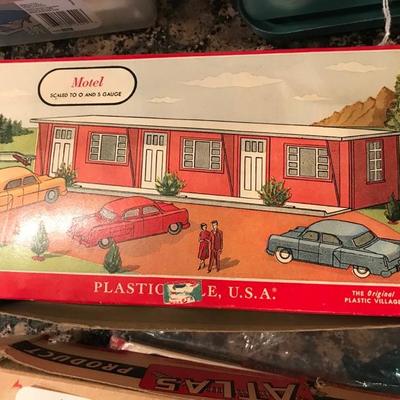 Motel
SCALED TO O AND S GAUGE
PLASTIC E, U.S.A.
THE Original
PLASTIC VILLAGE
PRODUCT
ATLAS